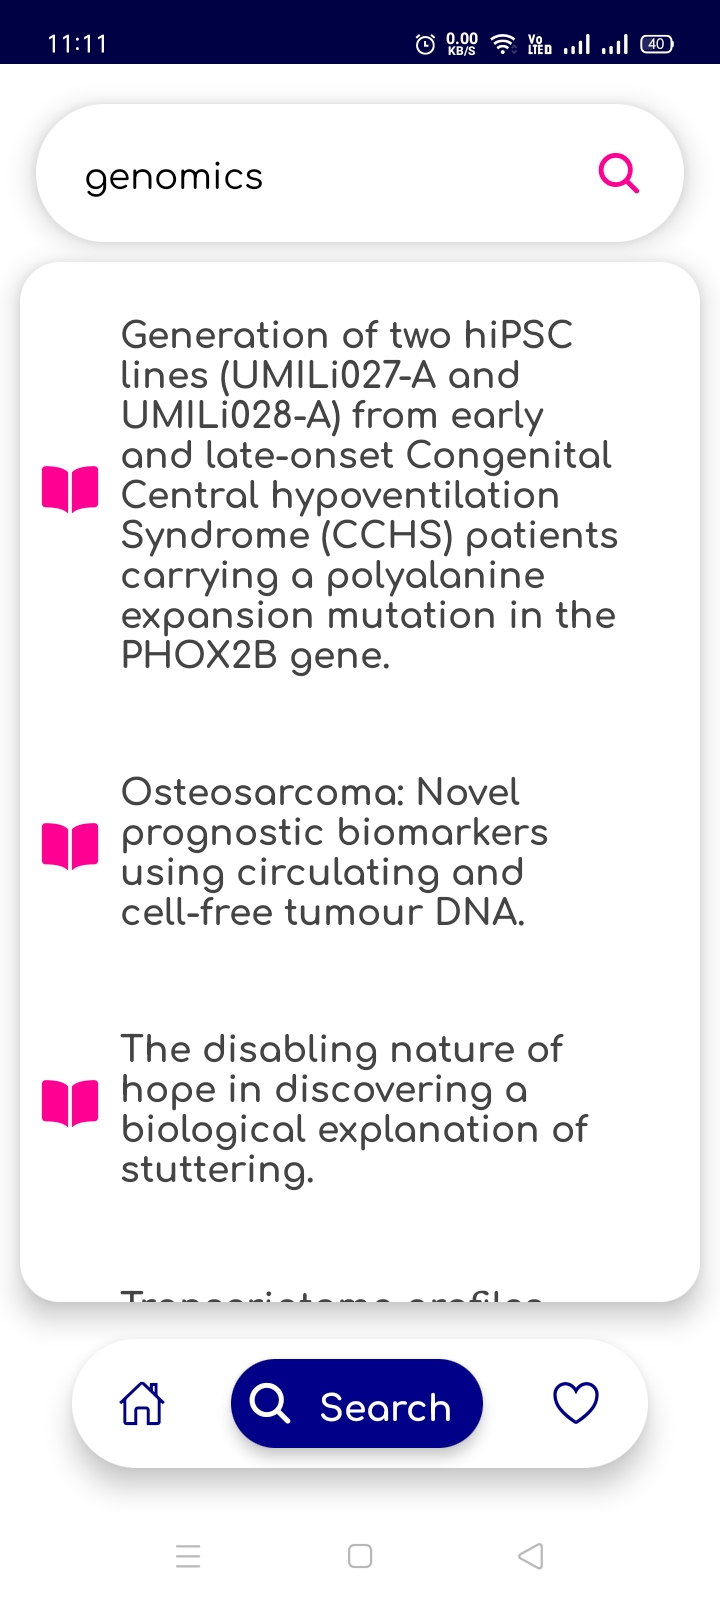 11:11
0.00
KB/S
Vo
LTED
40
genomics
Generation of two hiPSC
lines (UMILi027-A and
UMILi028-A) from early
and late-onset Congenital
Central hypoventilation
Syndrome (CCHS) patients
carrying a polyalanine
expansion mutation in the
PHOX2B gene.
Osteosarcoma: Novel
prognostic biomarkers
using circulating and
cell-free tumour DNA.
The disabling nature of
hope in discovering a
biological explanation of
stuttering.
Transcriptome profiles
Search